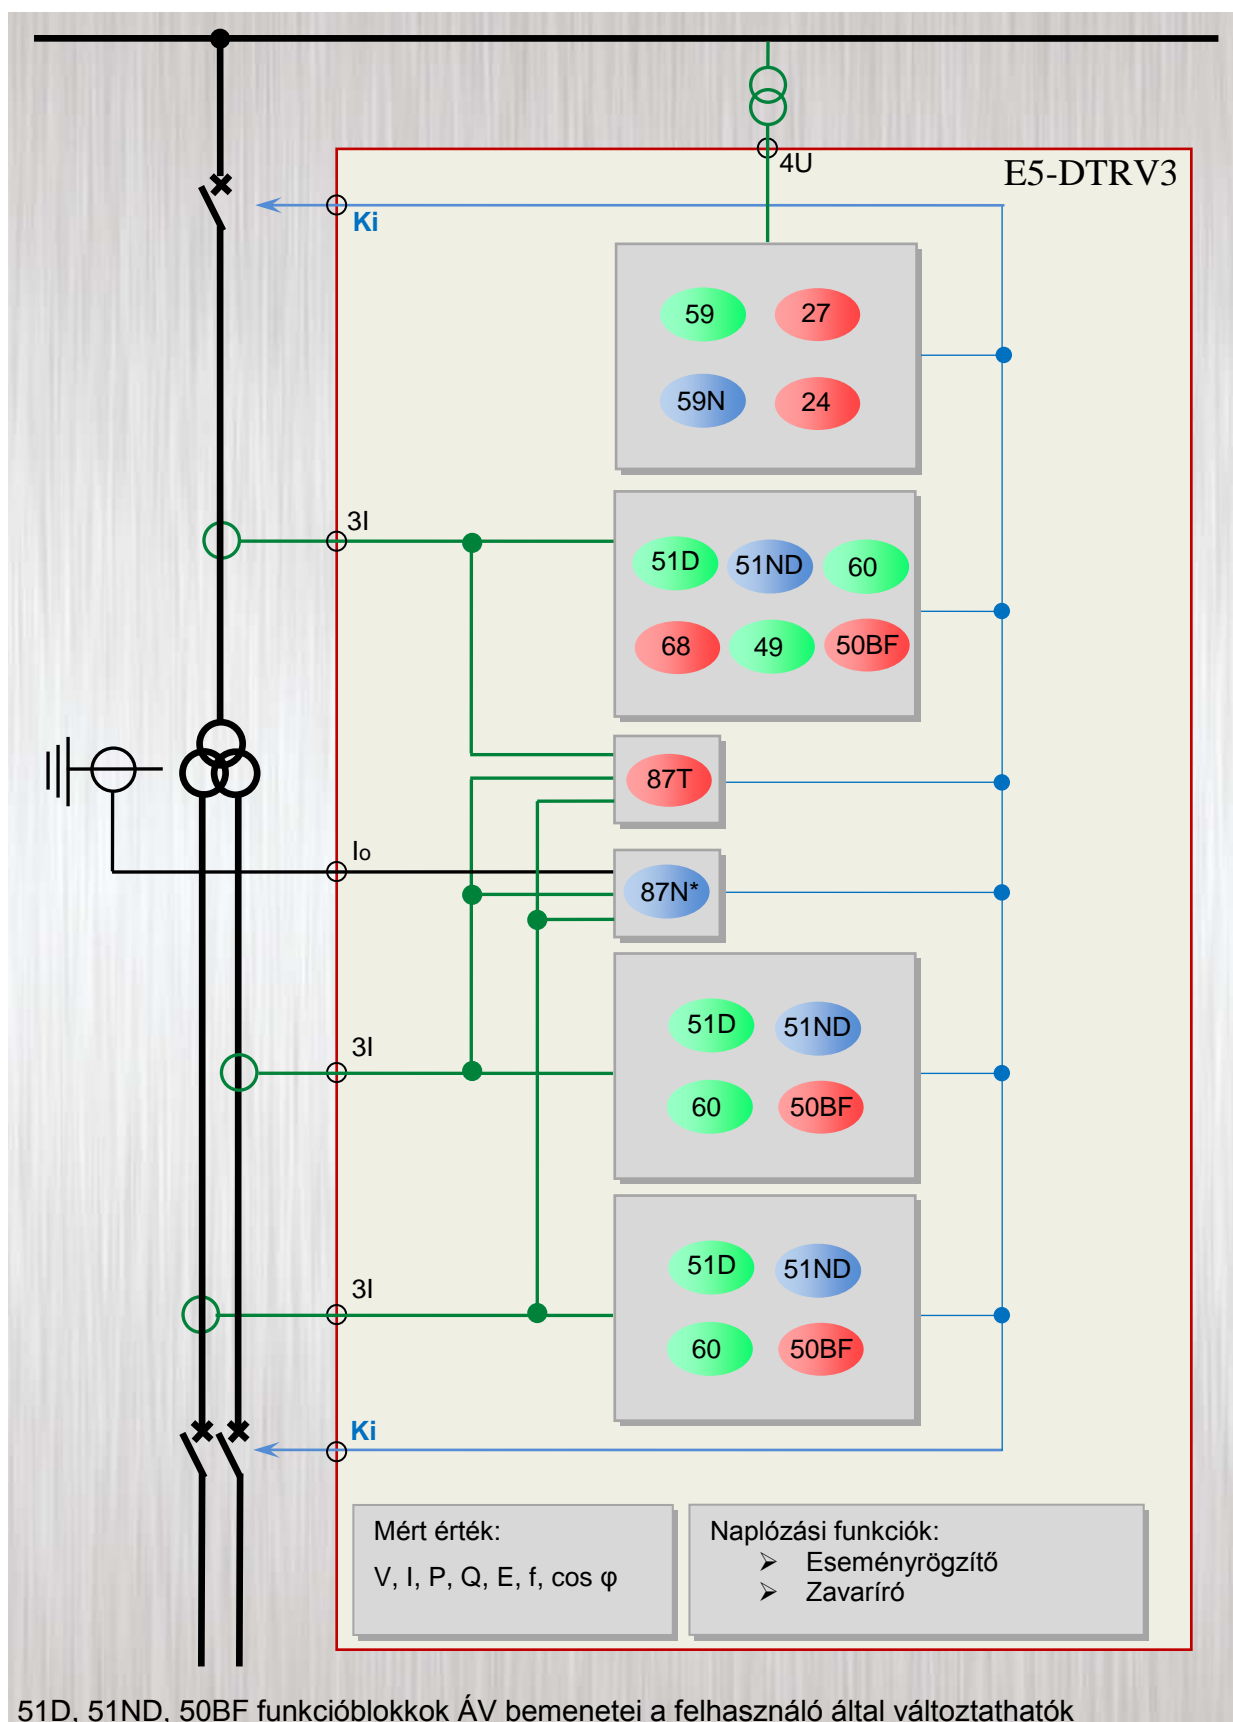 4U
E5-DTRV3
Ki
59
27
59N
24
3I
51D
51ND
60
68
49
50BF
87T
Io
87N*
3I
51D
51ND
60
50BF
3I
51D
51ND
60
50BF
Ki
Mért érték:
V, I, P, Q, E, f, cos φ
Naplózási funkciók:
➢ Eseményrögzítő
➢ Zavaríró
51D, 51ND, 50BF funkcióblokkok ÁV bemenetei a felhasználó által változtathatók